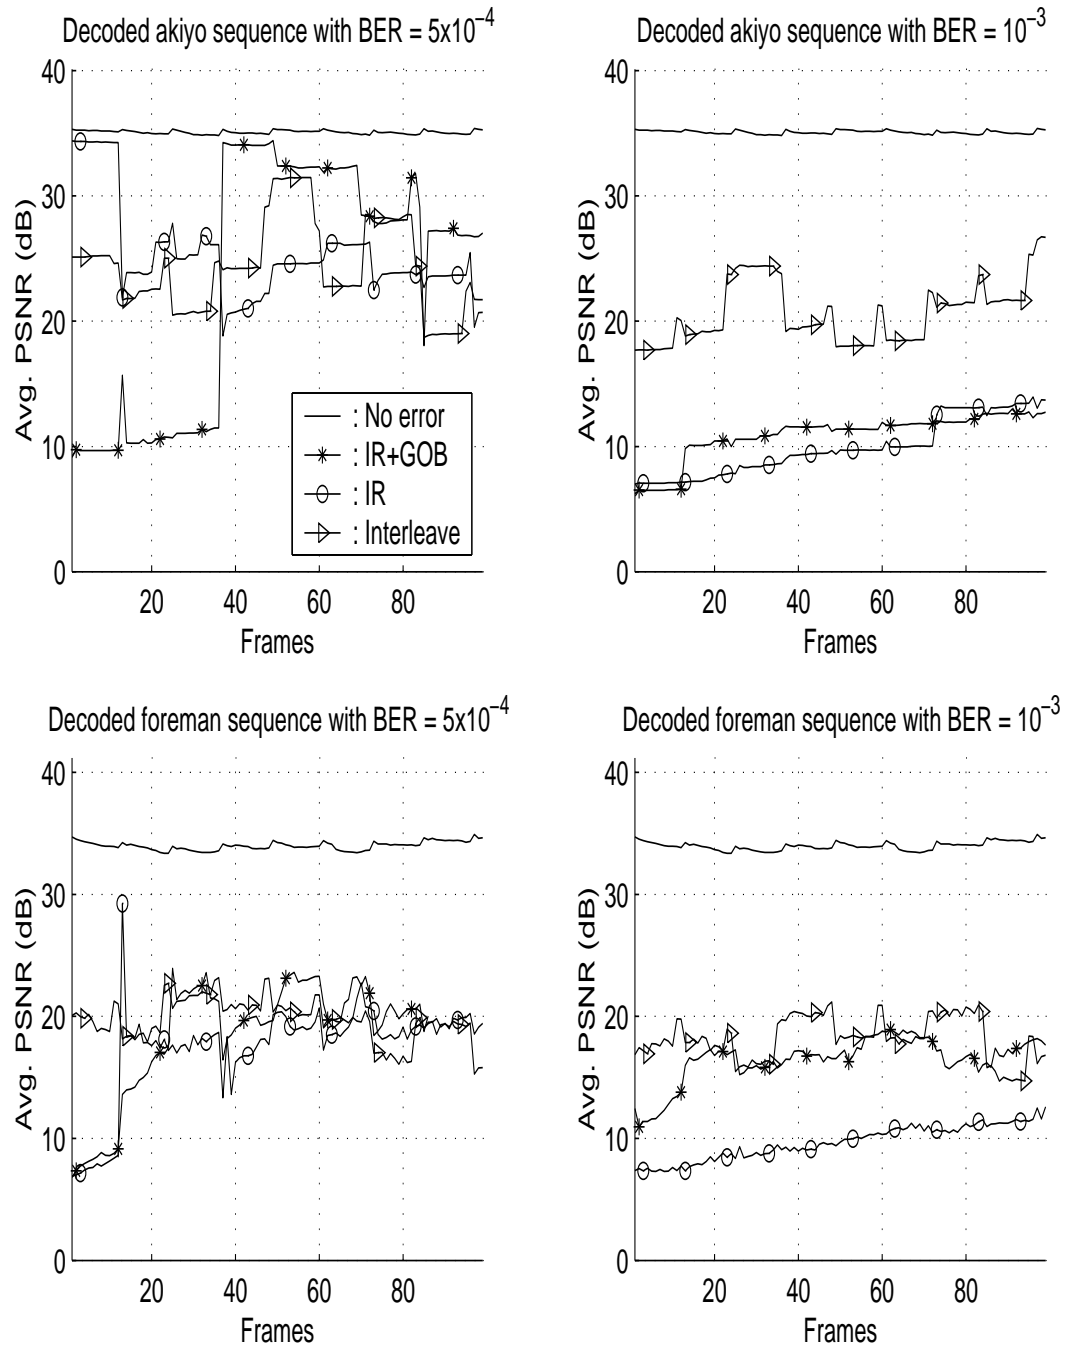 Decoded akiyo sequence with BER = 5x10⁻⁴
40
30
20
10
0
Avg. PSNR (dB)
: No error
: IR+GOB
: IR
: Interleave
20 40 60 80
Frames
Decoded akiyo sequence with BER = 10⁻³
40
30
20
10
0
Avg. PSNR (dB)
20 40 60 80
Frames
Decoded foreman sequence with BER = 5x10⁻⁴
40
30
20
10
0
Avg. PSNR (dB)
20 40 60 80
Frames
Decoded foreman sequence with BER = 10⁻³
40
30
20
10
0
Avg. PSNR (dB)
20 40 60 80
Frames